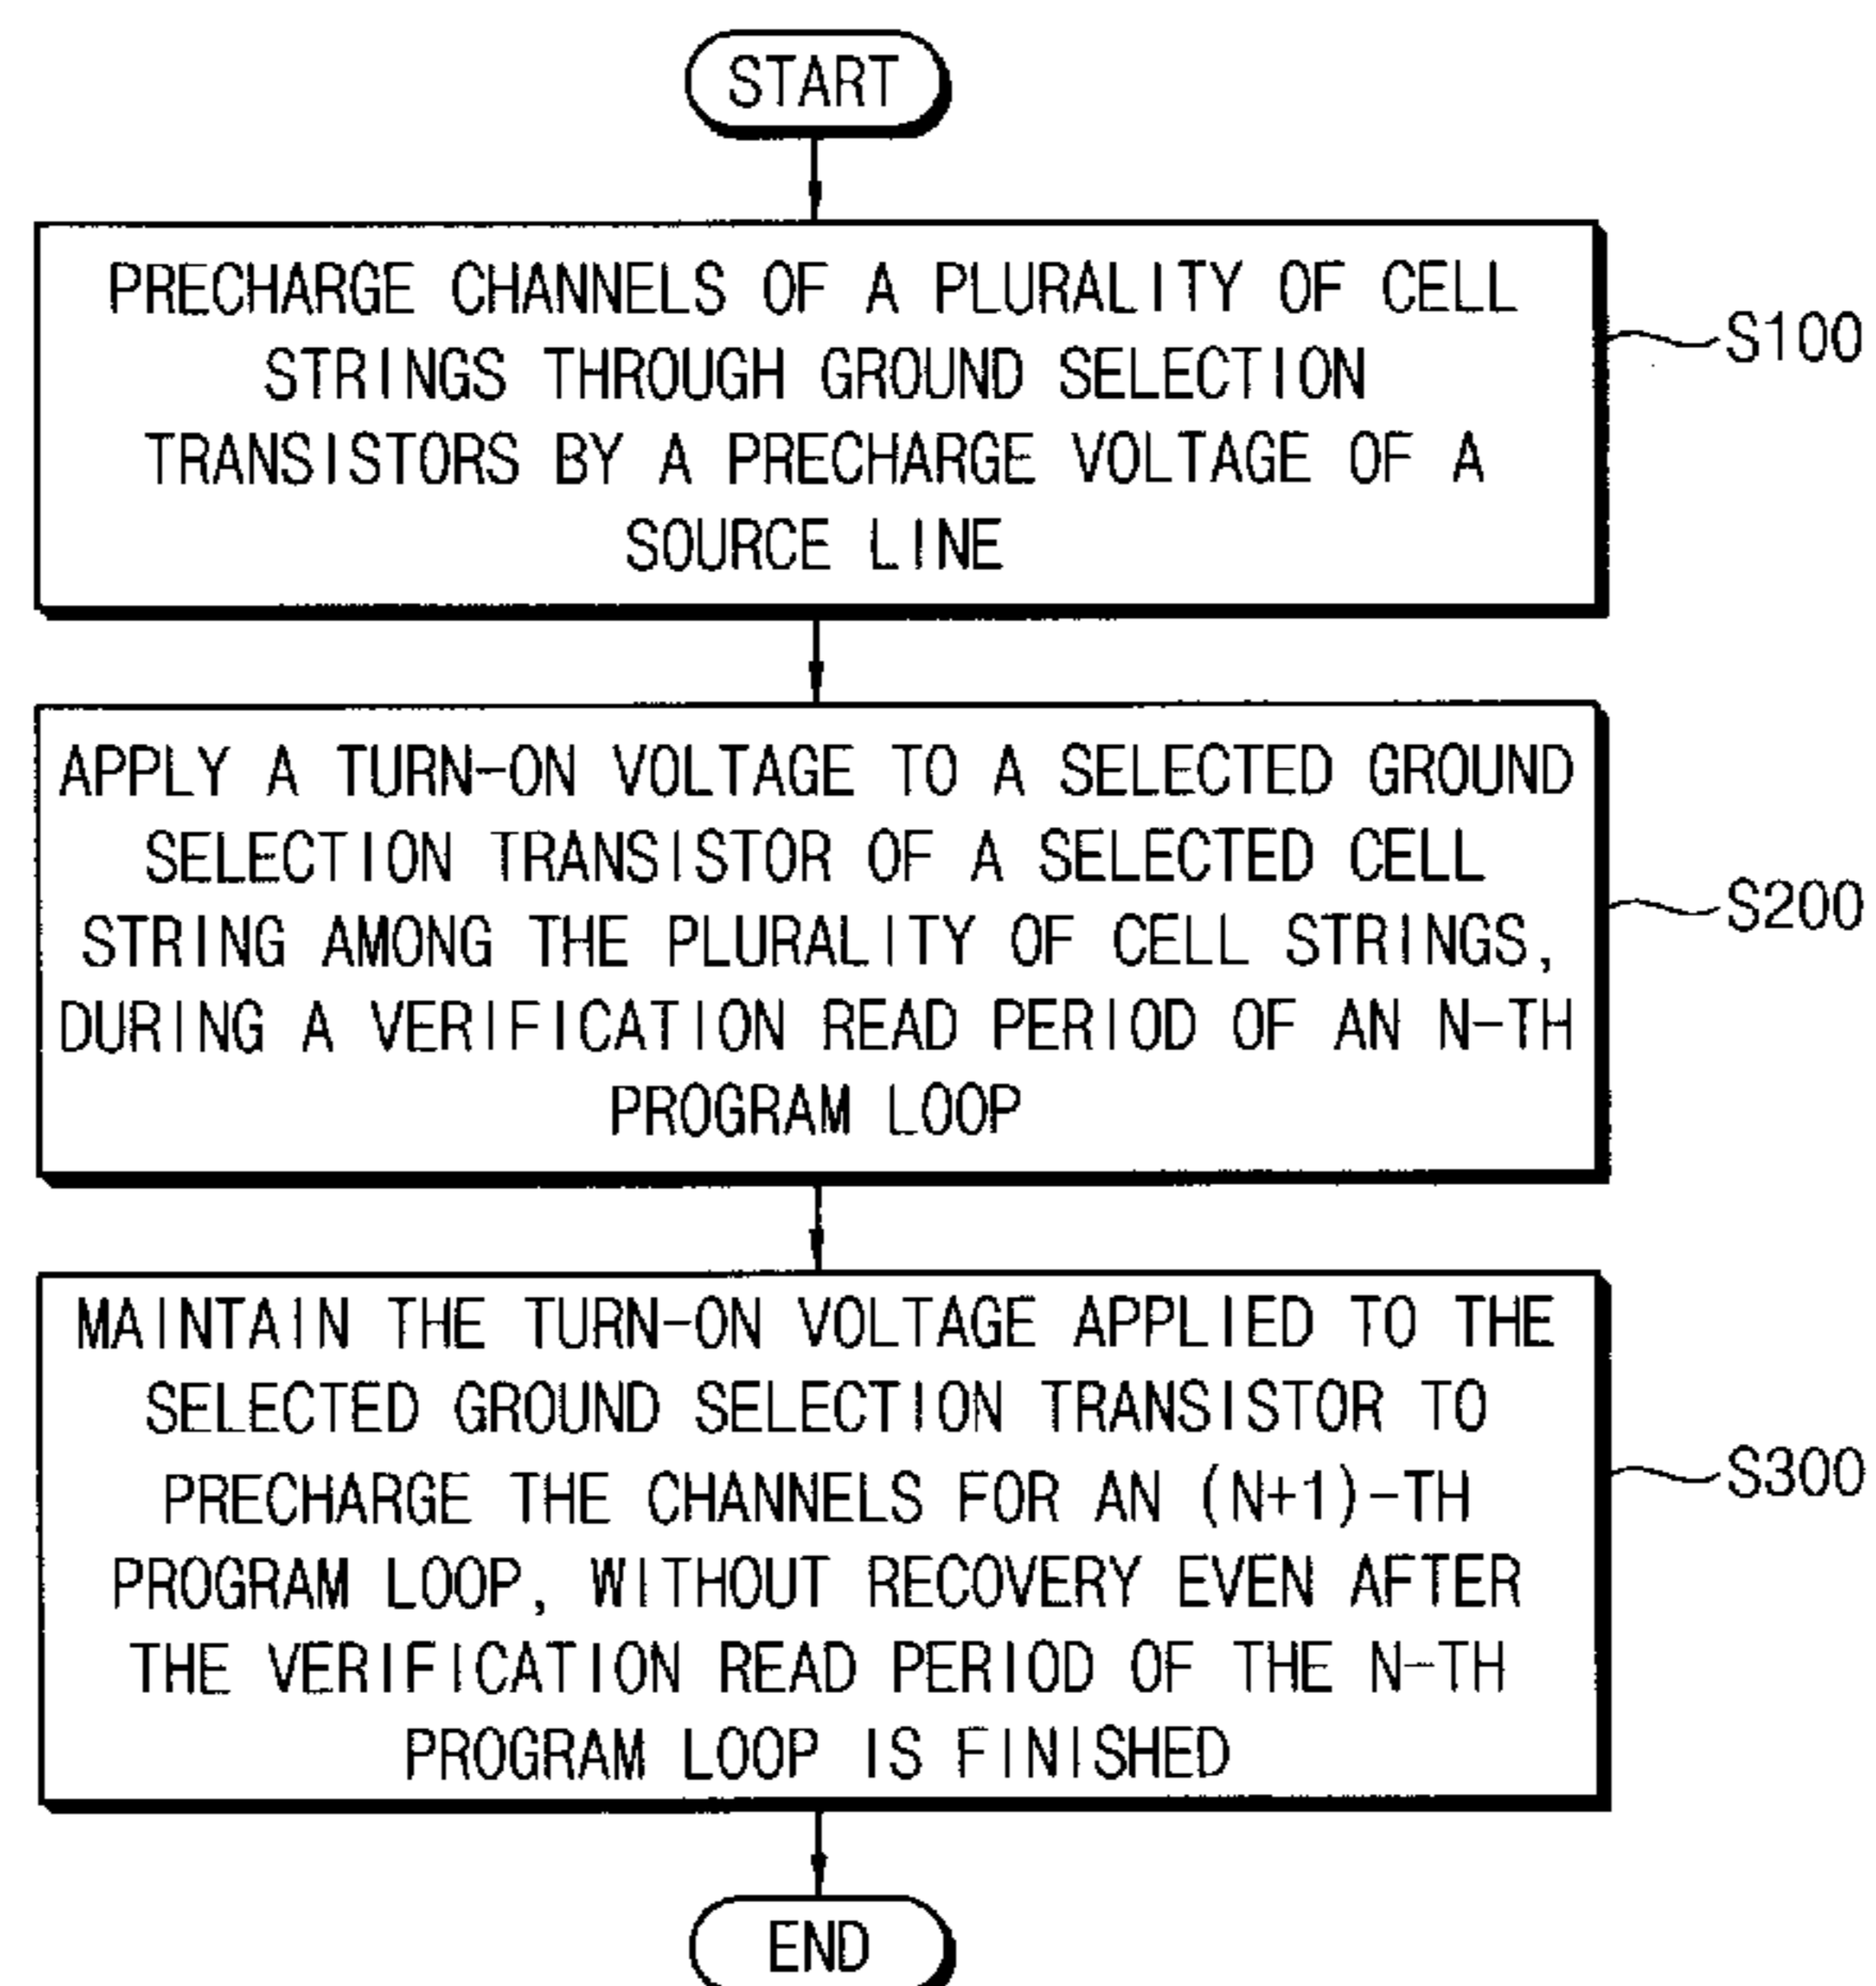 START
PRECHARGE CHANNELS OF A PLURALITY OF CELL
STRINGS THROUGH GROUND SELECTION
TRANSISTORS BY A PRECHARGE VOLTAGE OF A
SOURCE LINE
S100
APPLY A TURN-ON VOLTAGE TO A SELECTED GROUND
SELECTION TRANSISTOR OF A SELECTED CELL
STRING AMONG THE PLURALITY OF CELL STRINGS,
DURING A VERIFICATION READ PERIOD OF AN N-TH
PROGRAM LOOP
S200
MAINTAIN THE TURN-ON VOLTAGE APPLIED TO THE
SELECTED GROUND SELECTION TRANSISTOR TO
PRECHARGE THE CHANNELS FOR AN (N+1)-TH
PROGRAM LOOP, WITHOUT RECOVERY EVEN AFTER
THE VERIFICATION READ PERIOD OF THE N-TH
PROGRAM LOOP IS FINISHED
S300
END